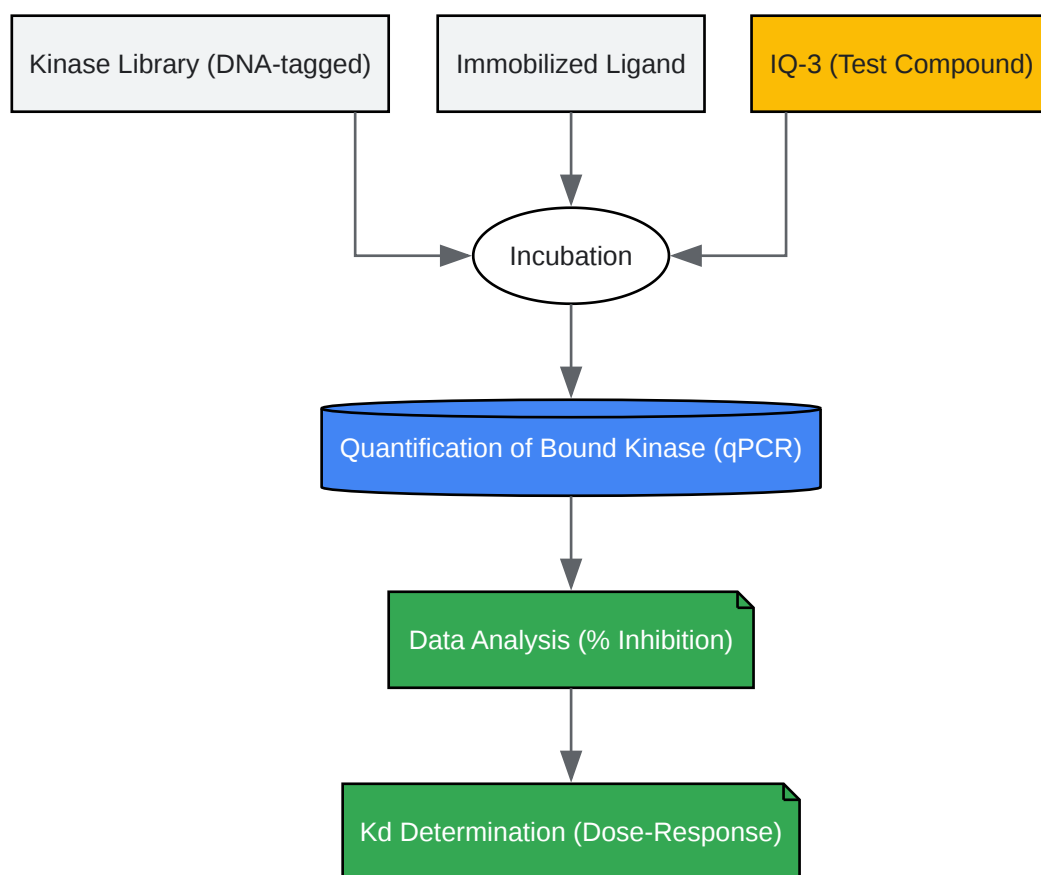 Kinase Library (DNA-tagged)
Immobilized Ligand
IQ-3 (Test Compound)
Incubation
Quantification of Bound Kinase (qPCR)
Data Analysis (% Inhibition)
Kd Determination (Dose-Response)